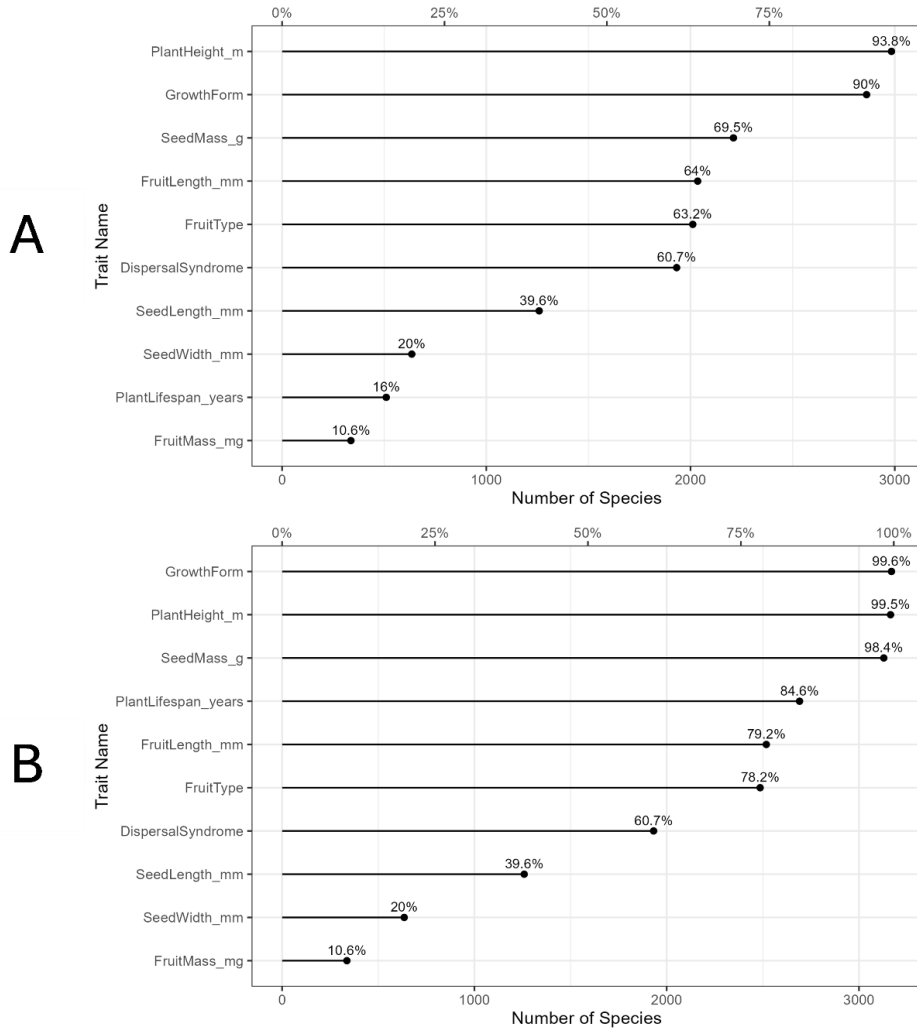 0% 25% 50% 75%
PlantHeight_m 93.8%
GrowthForm 90%
SeedMass_g 69.5%
FruitLength_mm 64%
FruitType 63.2%
DispersalSyndrome 60.7%
SeedLength_mm 39.6%
SeedWidth_mm 20%
PlantLifespan_years 16%
FruitMass_mg 10.6%
A
Trait Name
0 1000 2000 3000
Number of Species
0% 25% 50% 75% 100%
GrowthForm 99.6%
PlantHeight_m 99.5%
SeedMass_g 98.4%
PlantLifespan_years 84.6%
FruitLength_mm 79.2%
FruitType 78.2%
DispersalSyndrome 60.7%
SeedLength_mm 39.6%
SeedWidth_mm 20%
FruitMass_mg 10.6%
B
Trait Name
0 1000 2000 3000
Number of Species